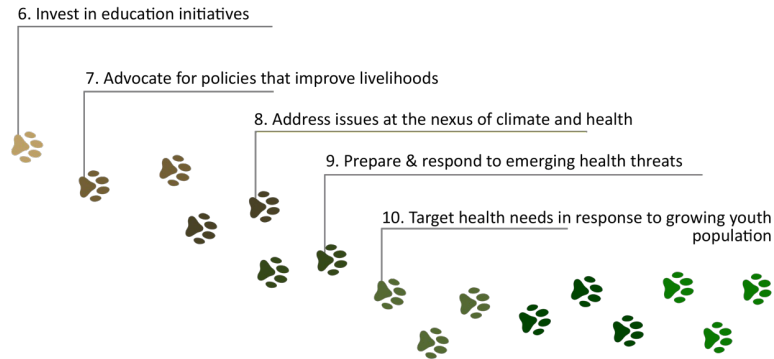 6. Invest in education initiatives
7. Advocate for policies that improve livelihoods
8. Address issues at the nexus of climate and health
9. Prepare & respond to emerging health threats
10. Target health needs in response to growing youth
population